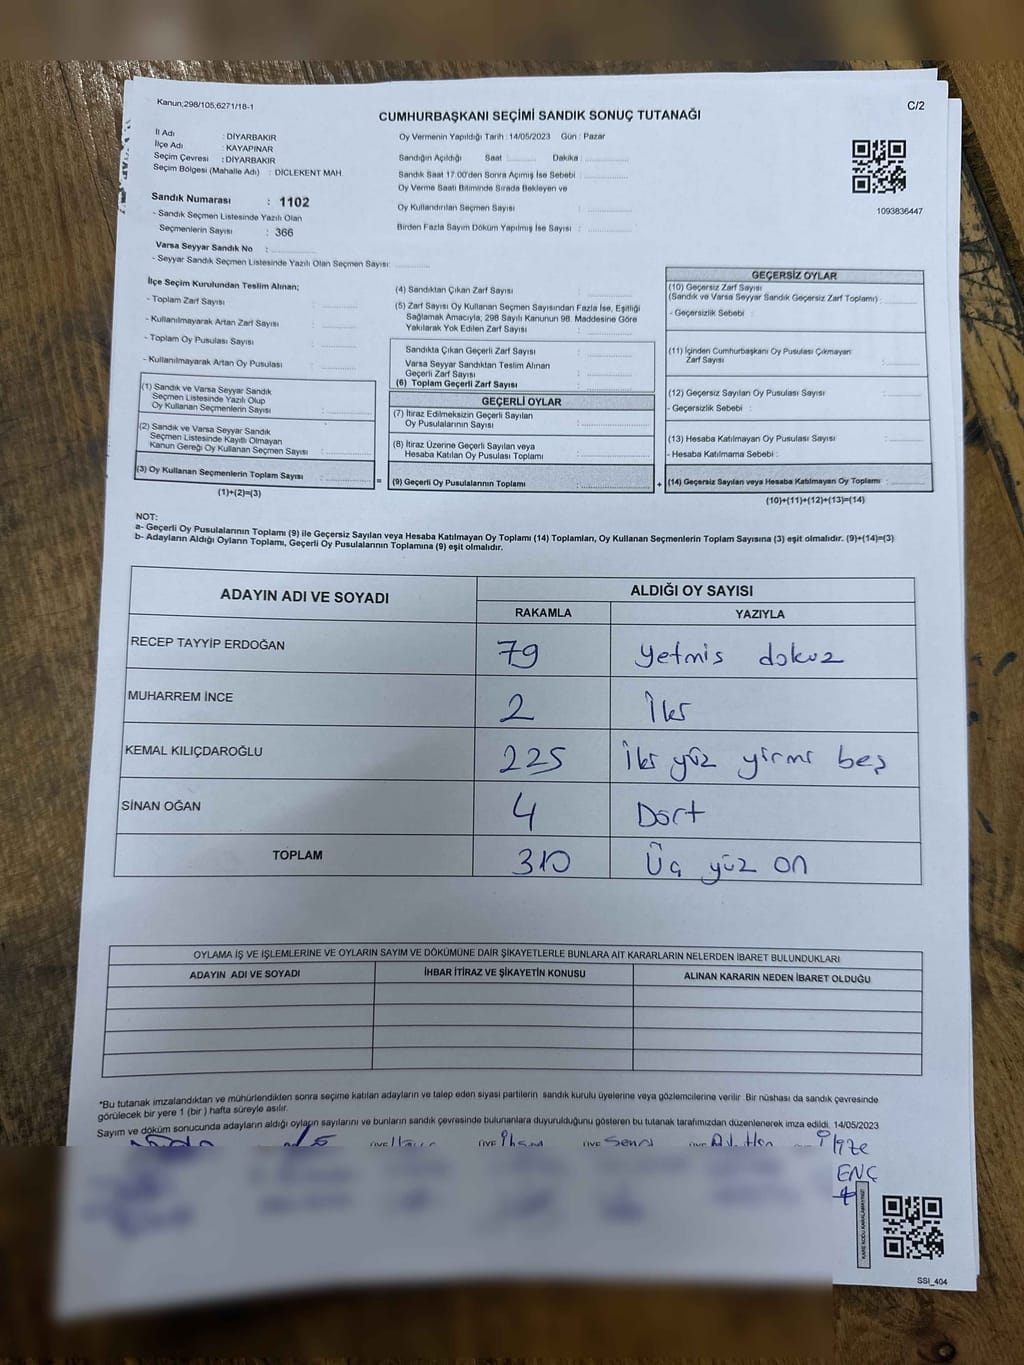 Kanun;298/105,6271/18-1
C/2
CUMHURBAŞKANI SEÇİMİ SANDIK SONUÇ TUTANAĞI
İl Adı : DİYARBAKIR
İlçe Adı : KAYAPINAR
Seçim Çevresi : DİYARBAKIR
Seçim Bölgesi (Mahalle Adı) : DİCLEKENT MAH.
Sandık Numarası : 1102
- Sandık Seçmen Listesinde Yazılı Olan
Seçmenlerin Sayısı : 366
Varsa Seyyar Sandık No :
- Seyyar Sandık Seçmen Listesinde Yazılı Olan Seçmen Sayısı:
Oy Vermenin Yapıldığı Tarih : 14/05/2023 Gün : Pazar
Sandığın Açıldığı Saat : Dakika :
Sandık Saat 17:00'den Sonra Açımış İse Sebebi :
Oy Verme Saati Bitiminde Sırada Bekleyen ve
Oy Kullandırılan Seçmen Sayısı :
Birden Fazla Sayım Döküm Yapılmış İse Sayısı :
1093836447
İlçe Seçim Kurulundan Teslim Alınan;
- Toplam Zarf Sayısı :
- Kullanılmayarak Artan Zarf Sayısı :
- Toplam Oy Pusulası Sayısı :
- Kullanılmayarak Artan Oy Pusulası :
(1) Sandık ve Varsa Seyyar Sandık
Seçmen Listesinde Yazılı Olup
Oy Kullanan Seçmenlerin Sayısı :
(2) Sandık ve Varsa Seyyar Sandık
Seçmen Listesinde Kayıtlı Olmayan
Kanun Gereği Oy Kullanan Seçmen Sayısı :
(3) Oy Kullanan Seçmenlerin Toplam Sayısı :
(1)+(2)=(3)
=
(4) Sandıktan Çıkan Zarf Sayısı :
(5) Zarf Sayısı Oy Kullanan Seçmen Sayısından Fazla İse, Eşitliği
Sağlamak Amacıyla; 298 Sayılı Kanunun 98. Maddesine Göre
Yakılarak Yok Edilen Zarf Sayısı :
Sandıkta Çıkan Geçerli Zarf Sayısı :
Varsa Seyyar Sandıktan Teslim Alınan
Geçerli Zarf Sayısı :
(6) Toplam Geçerli Zarf Sayısı :
GEÇERLİ OYLAR
(7) İtiraz Edilmeksizin Geçerli Sayılan
Oy Pusulalarının Sayısı :
(8) İtiraz Üzerine Geçerli Sayılan veya
Hesaba Katılan Oy Pusulası Toplamı :
(9) Geçerli Oy Pusulalarının Toplamı :
+
GEÇERSİZ OYLAR
(10) Geçersiz Zarf Sayısı
(Sandık ve Varsa Seyyar Sandık Geçersiz Zarf Toplamı) :
- Geçersizlik Sebebi :
(11) İçinden Cumhurbaşkanı Oy Pusulası Çıkmayan
Zarf Sayısı :
(12) Geçersiz Sayılan Oy Pusulası Sayısı :
- Geçersizlik Sebebi :
(13) Hesaba Katılmayan Oy Pusulası Sayısı :
- Hesaba Katılmama Sebebi :
(14) Geçersiz Sayılan veya Hesaba Katılmayan Oy Toplamı :
(10)+(11)+(12)+(13)=(14)
NOT:
a- Geçerli Oy Pusulalarının Toplamı (9) ile Geçersiz Sayılan veya Hesaba Katılmayan Oy Toplamı (14) Toplamları, Oy Kullanan Seçmenlerin Toplam Sayısına (3) eşit olmalıdır. (9)+(14)=(3)
b- Adayların Aldığı Oyların Toplamı, Geçerli Oy Pusulalarının Toplamına (9) eşit olmalıdır.
ADAYIN ADI VE SOYADI
ALDIĞI OY SAYISI
RAKAMLA YAZIYLA
RECEP TAYYİP ERDOĞAN 79 yetmis dokuz
MUHARREM İNCE 2 İki
KEMAL KILIÇDAROĞLU 225 İki yüz yirmi beş
SİNAN OĞAN 4 Dört
TOPLAM 310 Üç yüz on
OYLAMA İŞ VE İŞLEMLERİNE VE OYLARIN SAYIM VE DÖKÜMÜNE DAİR ŞİKAYETLERLE BUNLARA AİT KARARLARIN NELERDEN İBARET BULUNDUKLARI
ADAYIN ADI VE SOYADI İHBAR İTİRAZ VE ŞİKAYETİN KONUSU ALINAN KARARIN NEDEN İBARET OLDUĞU
*Bu tutanak imzalandıktan ve mühürlendikten sonra seçime katılan adayların ve talep eden siyasi partilerin sandık kurulu üyelerine veya gözlemcilerine verilir .Bir nüshası da sandık çevresinde
görülecek bir yere 1 (bir ) hafta süreyle asılır.
Sayım ve döküm sonucunda adayların aldığı oyların sayılarını ve bunların sandık çevresinde bulunanlara duyurulduğunu gösteren bu tutanak tarafımızdan düzenlenerek imza edildi. 14/05/2023
ENÇ
KARE KODU KARALAMAYINIZ
SSİ_404